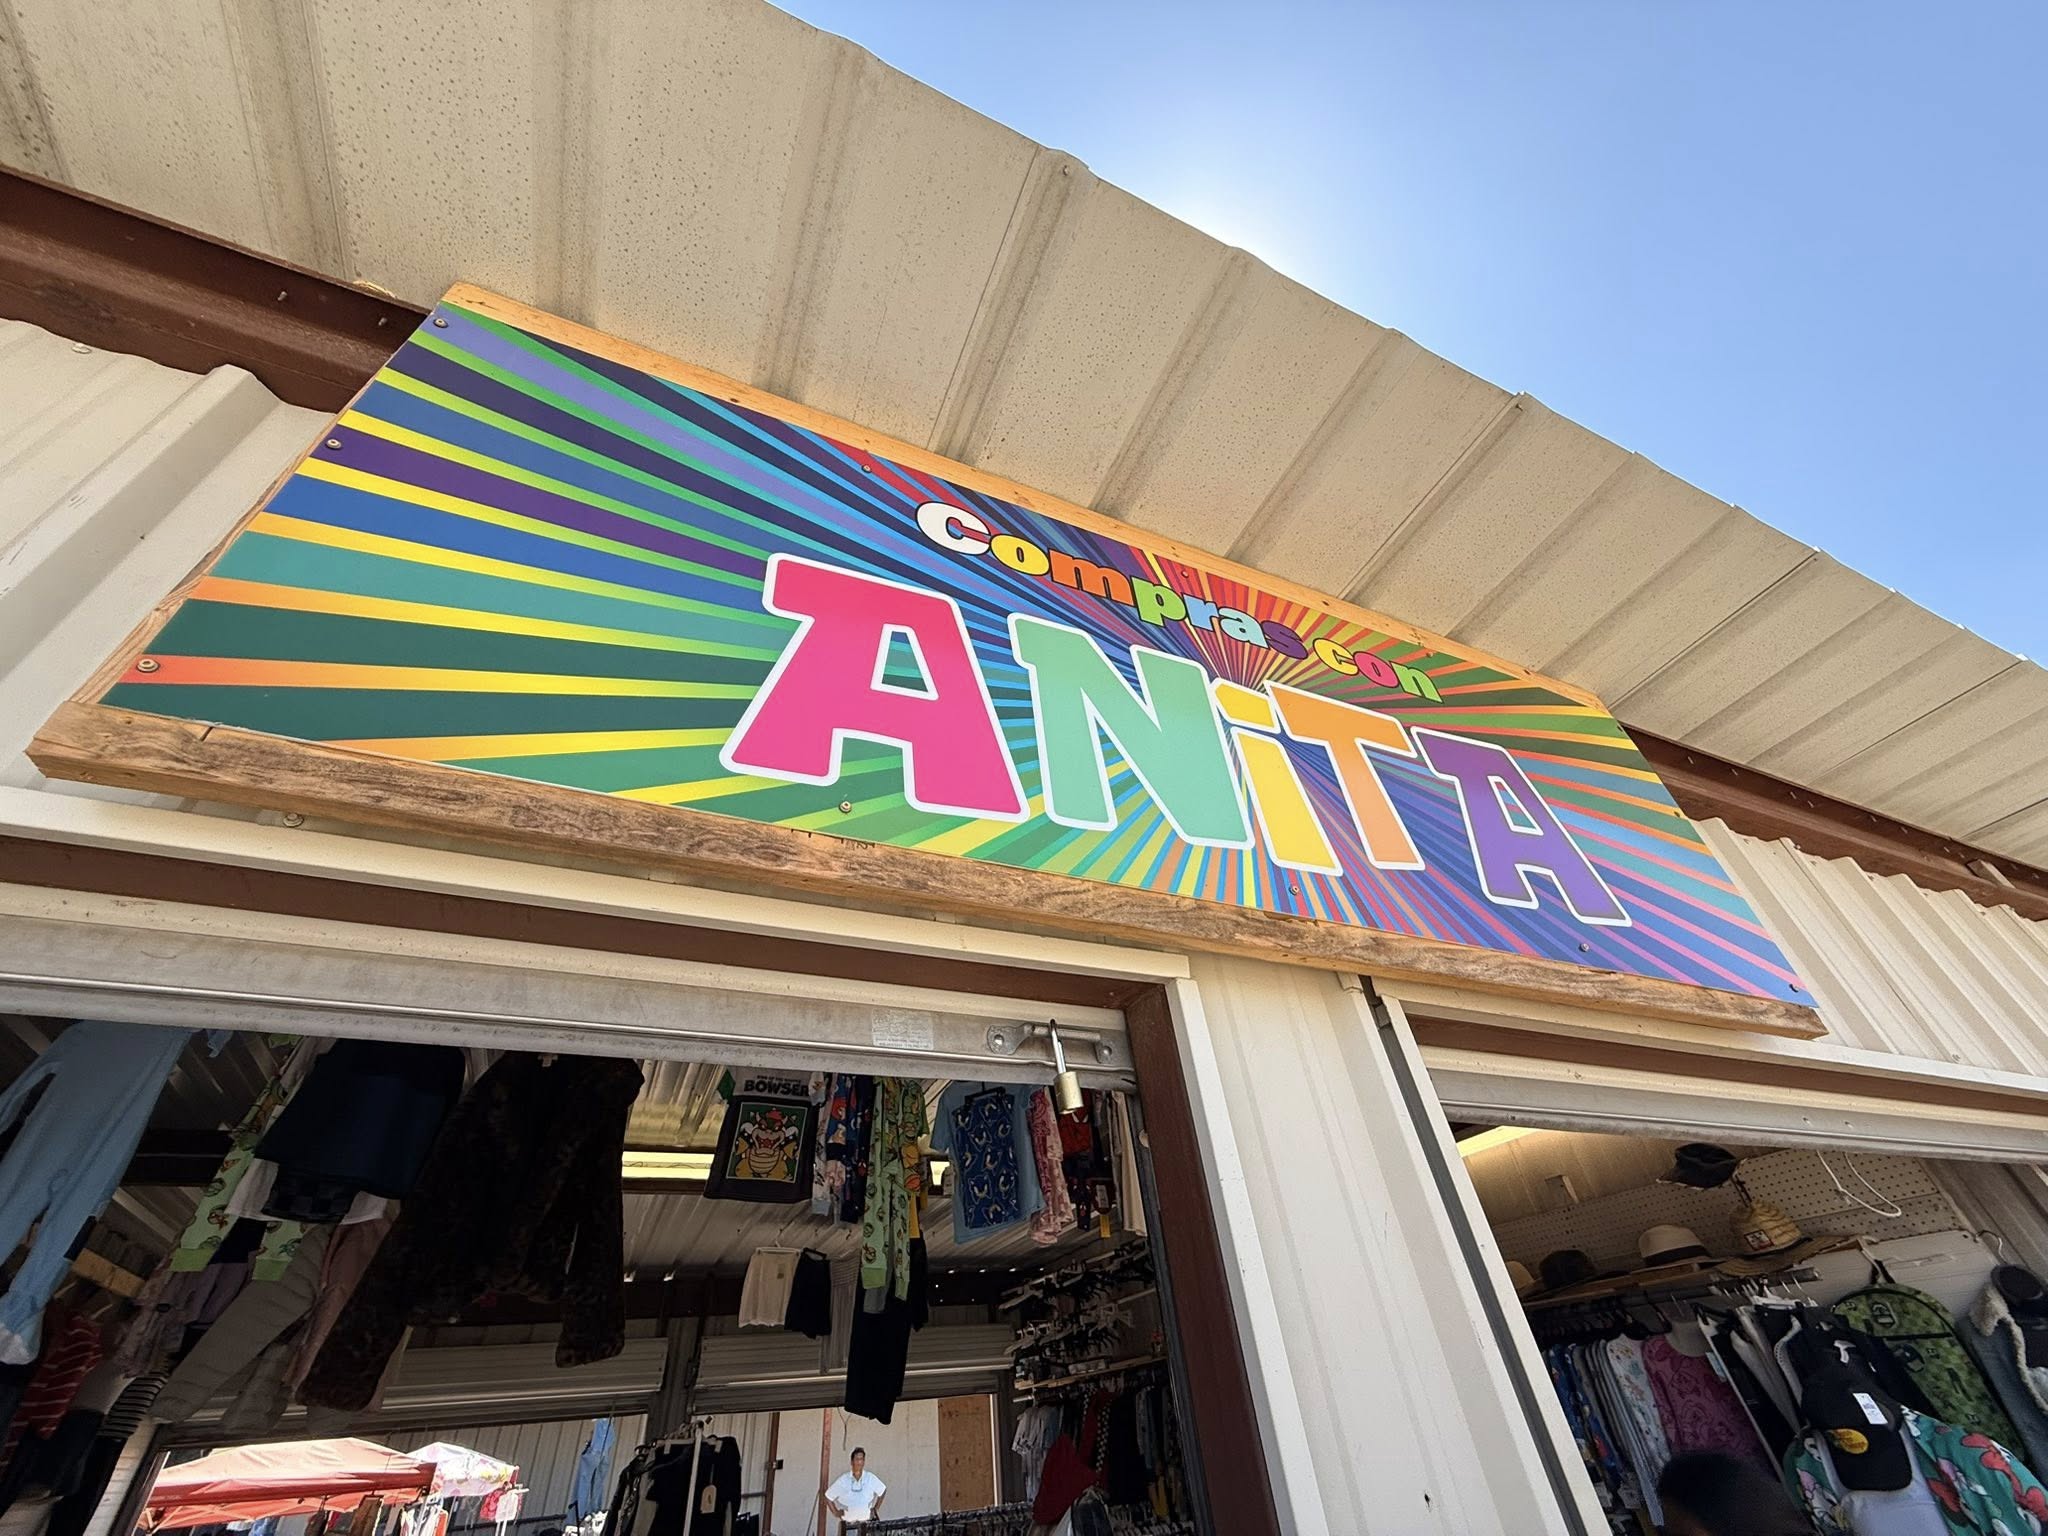 Compras con
ANiTA
BOWSER